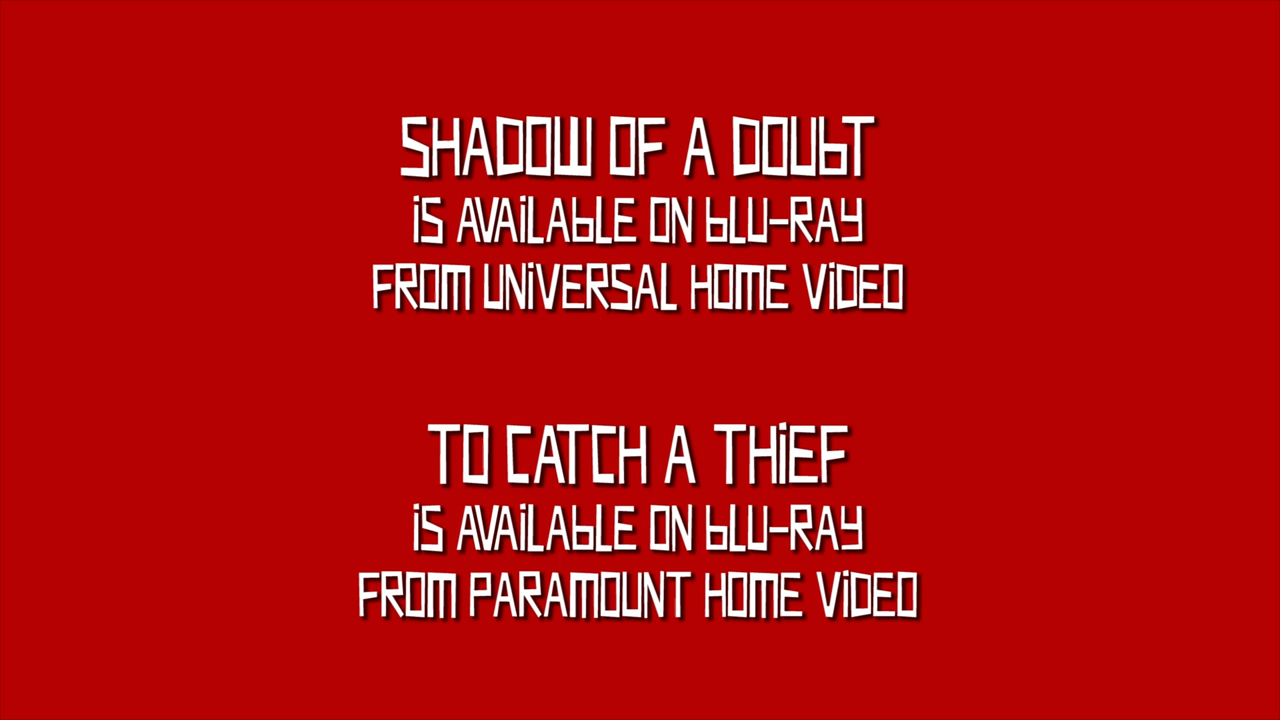 SHADOW OF A DOUbT
iS AVAiLAbLE ON bLU-RAY
FROM UNiVERSAL HOME ViDEO
TO CATCH A THiEF
iS AVAiLAbLE ON bLU-RAY
FROM PARAMOUNT HOME ViDEO